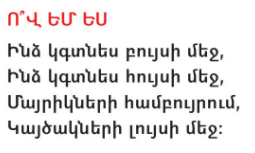 Ո՞Վ ԵՄ ԵՍ
Ինձ կգտնես բույսի մեջ,
Ինձ կգտնես հույսի մեջ,
Մայրիկների համբույրում,
Կայծակների լույսի մեջ: